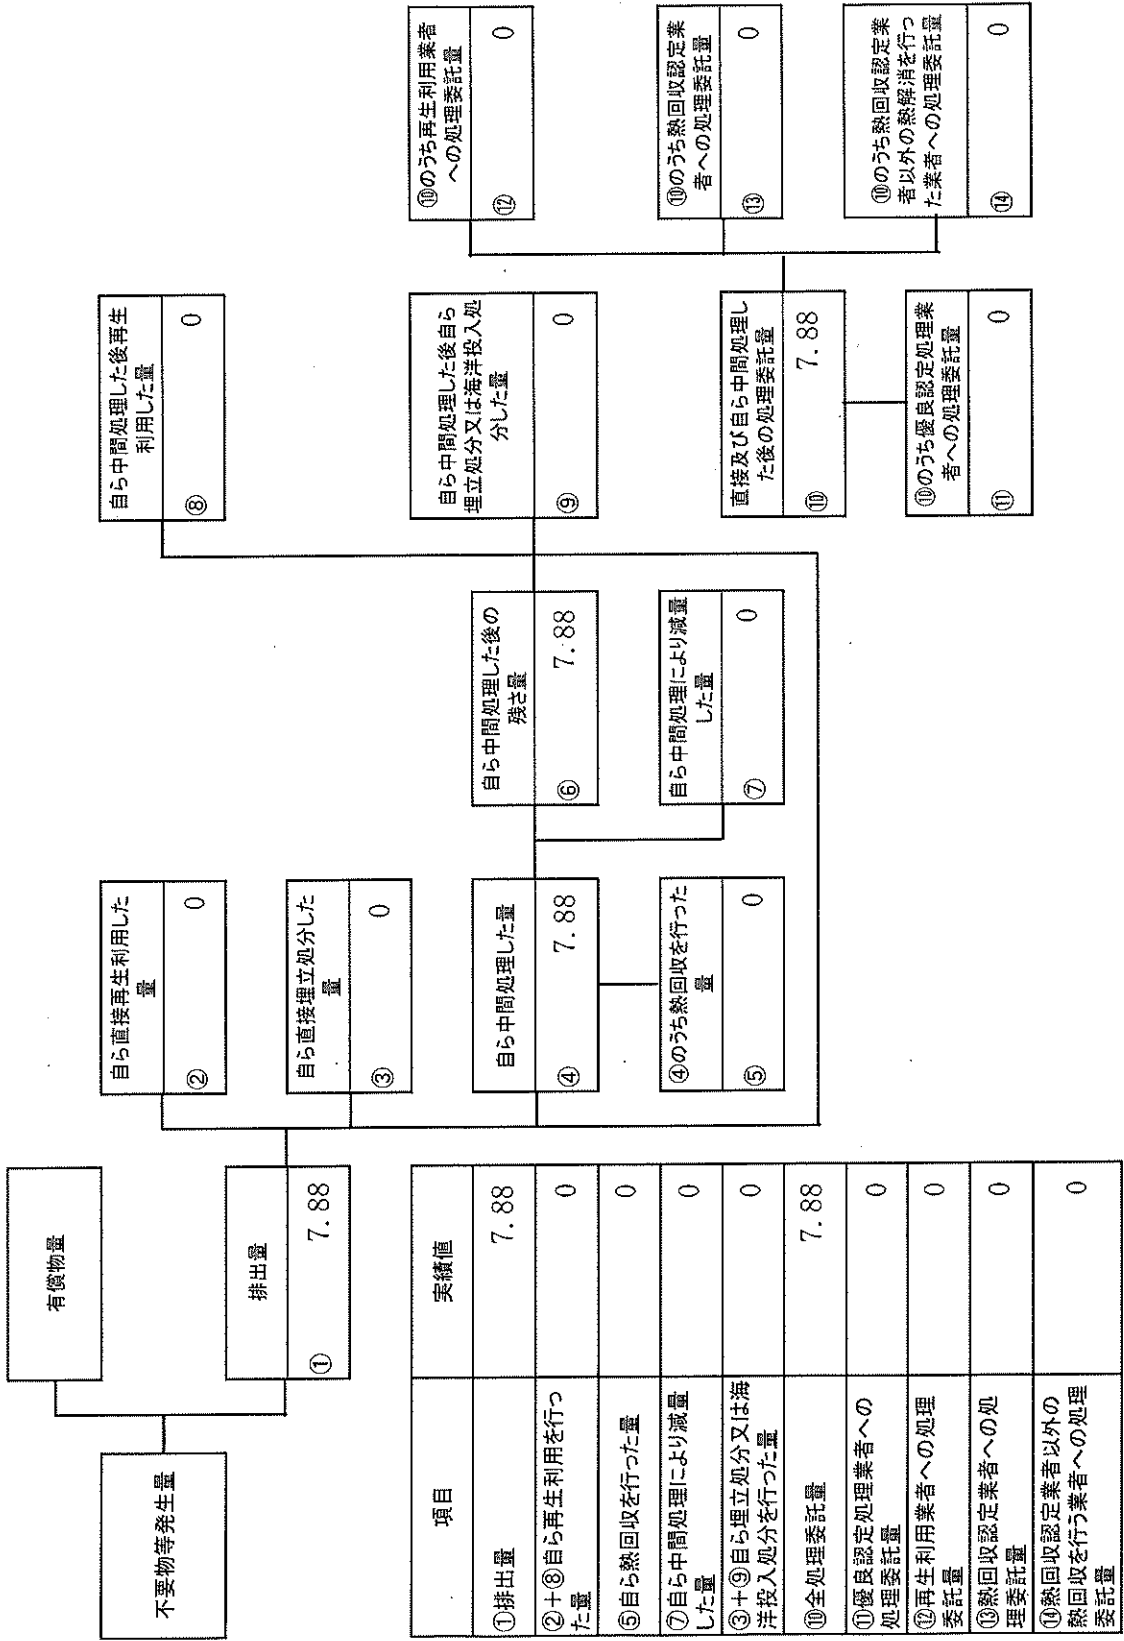 不要物等発生量
有償物量
排出量
① 7.88
自ら直接再生利用した
量
② 0
自ら直接埋立処分した
量
③ 0
自ら中間処理した量
④ 7.88
④のうち熱回収を行った
量
⑤ 0
自ら中間処理した後の
残さ量
⑥ 7.88
自ら中間処理により減量
した量
⑦ 0
自ら中間処理した後再生
利用した量
⑧ 0
自ら中間処理した後自ら
埋立処分又は海洋投入処
分した量
⑨ 0
直接及び自ら中間処理し
た後の処理委託量
⑩ 7.88
⑩のうち優良認定処理業
者への処理委託量
⑪ 0
⑩のうち再生利用業者
への処理委託量
⑫ 0
⑩のうち熱回収認定業
者への処理委託量
⑬ 0
⑩のうち熱回収認定業
者以外の熱解消を行っ
た業者への処理委託量
⑭ 0
項目 実績値
①排出量 7.88
②+⑧自ら再生利用を行っ
た量 0
⑤自ら熱回収を行った量 0
⑦自ら中間処理により減量
した量 0
③+⑨自ら埋立処分又は海
洋投入処分を行った量 0
⑩全処理委託量 7.88
⑪優良認定処理業者への
処理委託量 0
⑫再生利用業者への処理
委託量 0
⑬熱回収認定業者への処
理委託量 0
⑭熱回収認定業者以外の
熱回収を行う業者への処理
委託量 0